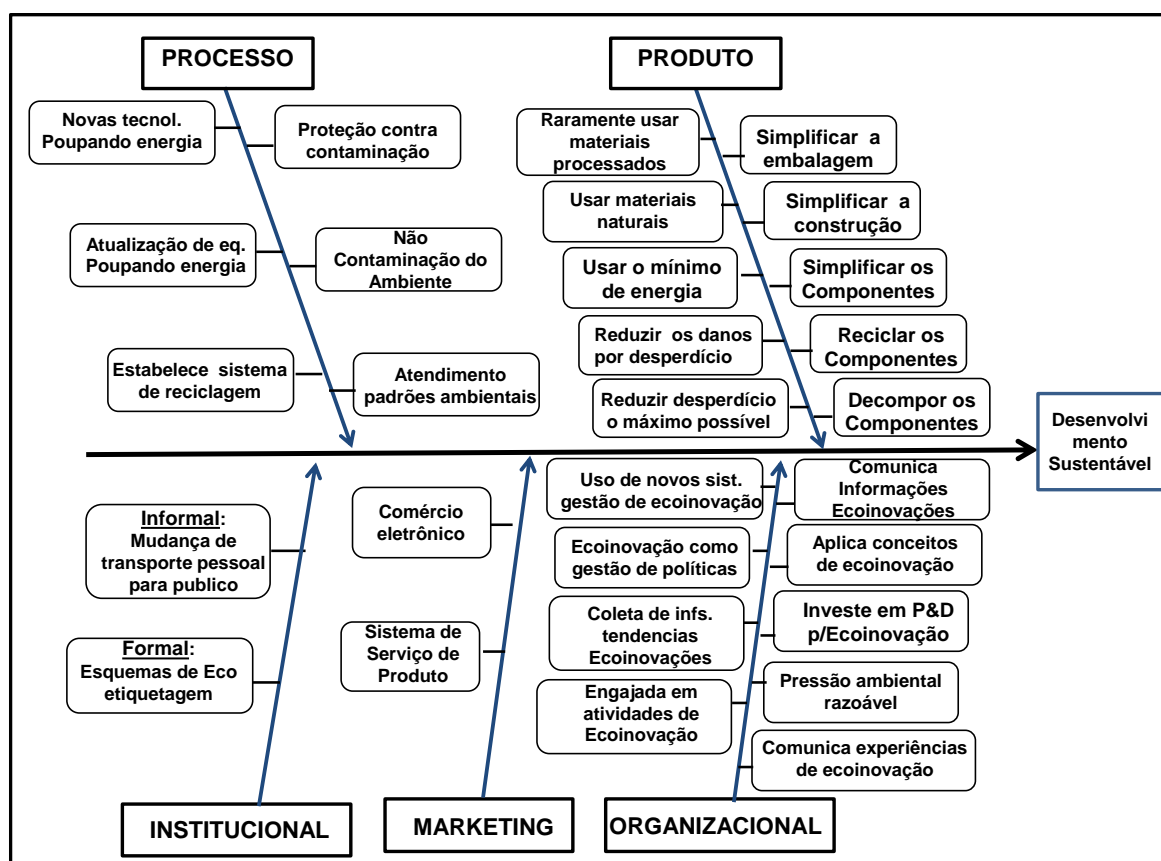 PROCESSO
PRODUTO
Novas tecnol.
Poupando energia
Proteção contra
contaminação
Atualização de eq.
Poupando energia
Não
Contaminação do
Ambiente
Estabelece sistema
de reciclagem
Atendimento
padrões ambientais
Raramente usar
materiais
processados
Simplificar a
embalagem
Usar materiais
naturais
Simplificar a
construção
Usar o mínimo
de energia
Simplificar os
Componentes
Reduzir os danos
por desperdício
Reciclar os
Componentes
Reduzir desperdício
o máximo possível
Decompor os
Componentes
Desenvolvi
mento
Sustentável
Informal:
Mudança de
transporte pessoal
para publico
Formal:
Esquemas de Eco
etiquetagem
Comércio
eletrônico
Sistema de
Serviço de
Produto
Uso de novos sist.
gestão de ecoinovação
Comunica
Informações
Ecoinovações
Ecoinovação como
gestão de políticas
Aplica conceitos
de ecoinovação
Coleta de infs.
tendencias
Ecoinovações
Investe em P&D
p/Ecoinovação
Engajada em
atividades de
Ecoinovação
Pressão ambiental
razoável
Comunica experiências
de ecoinovação
INSTITUCIONAL
MARKETING
ORGANIZACIONAL